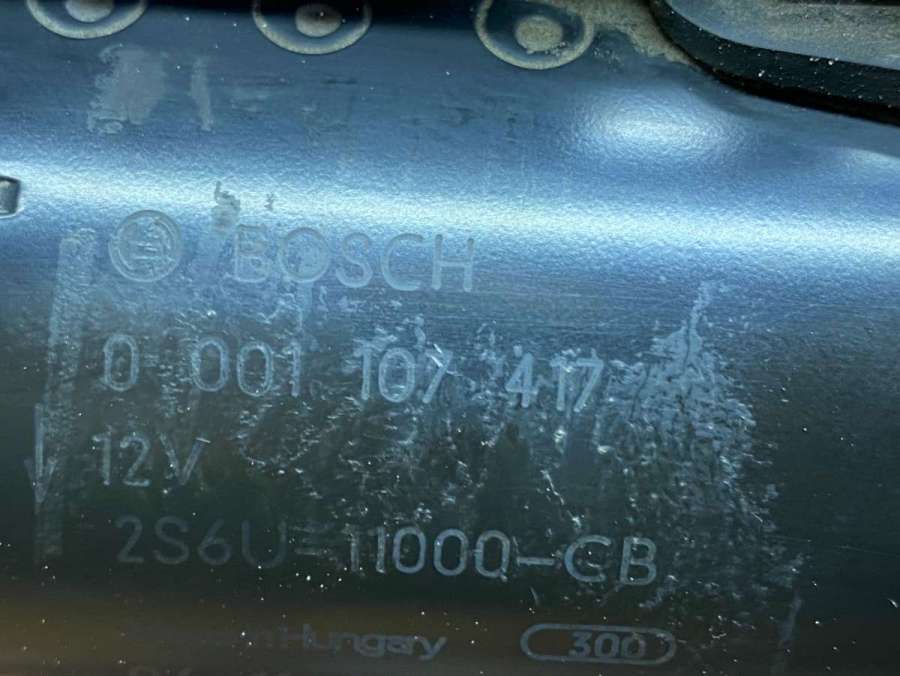 BOSCH
0 001 107 417
12V
2S6U-11000-CB
Hungary 300